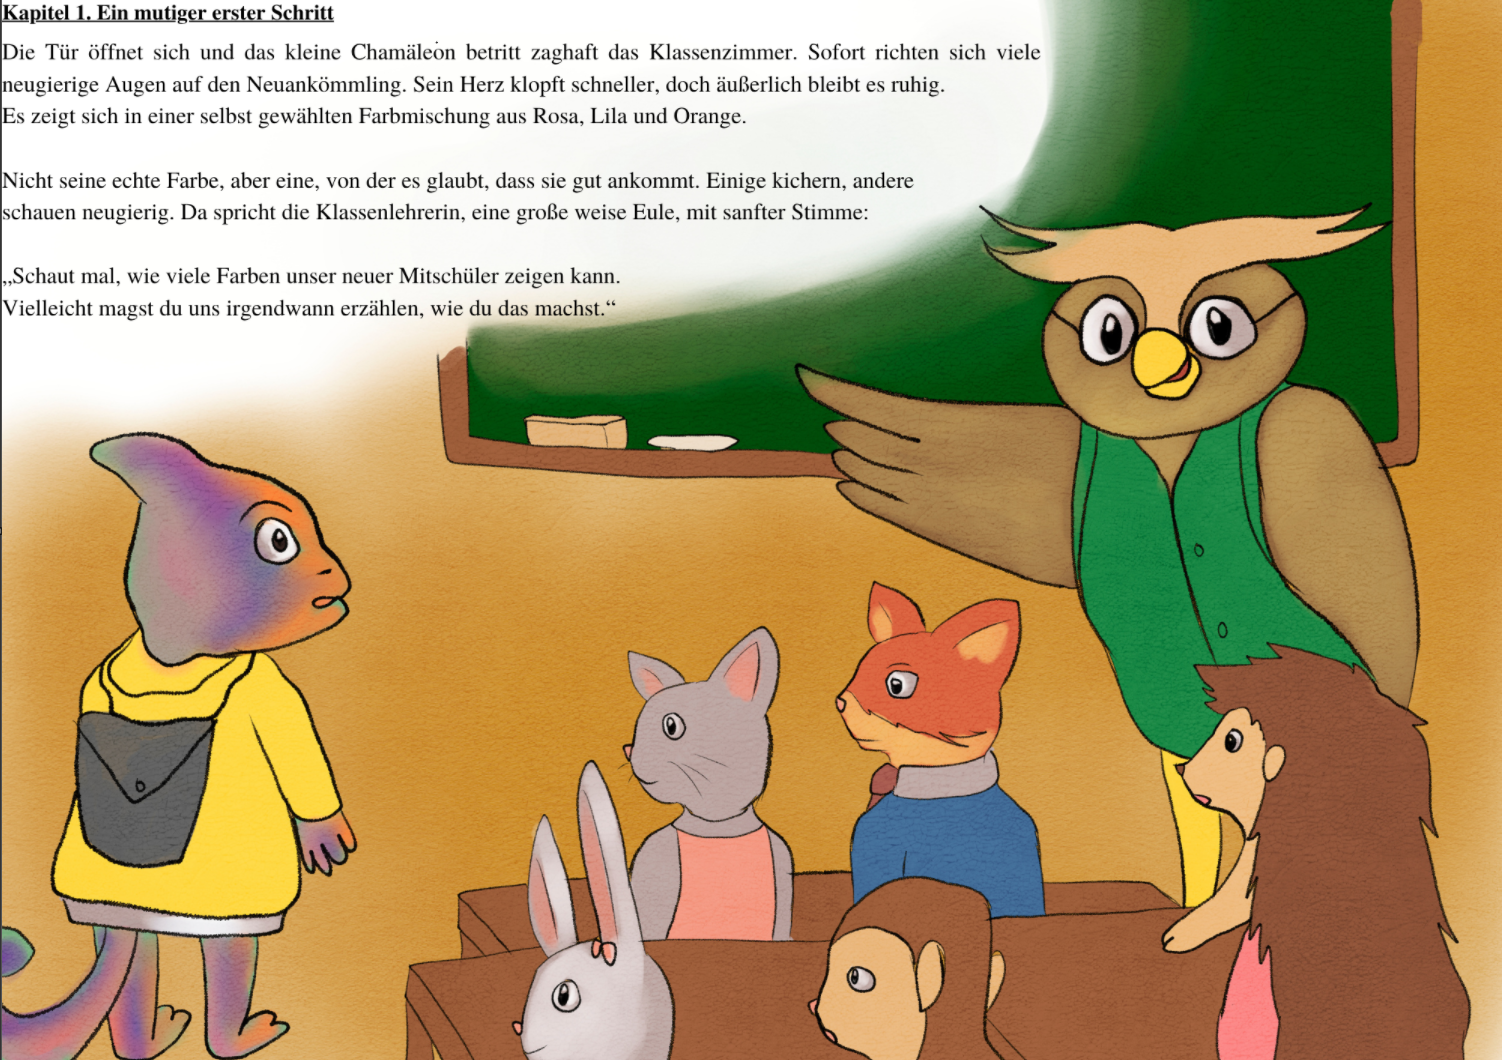 Kapitel 1. Ein mutiger erster Schritt
Die Tür öffnet sich und das kleine Chamäleon betritt zaghaft das Klassenzimmer. Sofort richten sich viele
neugierige Augen auf den Neuankömmling. Sein Herz klopft schneller, doch äußerlich bleibt es ruhig.
Es zeigt sich in einer selbst gewählten Farbmischung aus Rosa, Lila und Orange.
Nicht seine echte Farbe, aber eine, von der es glaubt, dass sie gut ankommt. Einige kichern, andere
schauen neugierig. Da spricht die Klassenlehrerin, eine große weise Eule, mit sanfter Stimme:
„Schaut mal, wie viele Farben unser neuer Mitschüler zeigen kann.
Vielleicht magst du uns irgendwann erzählen, wie du das machst.“